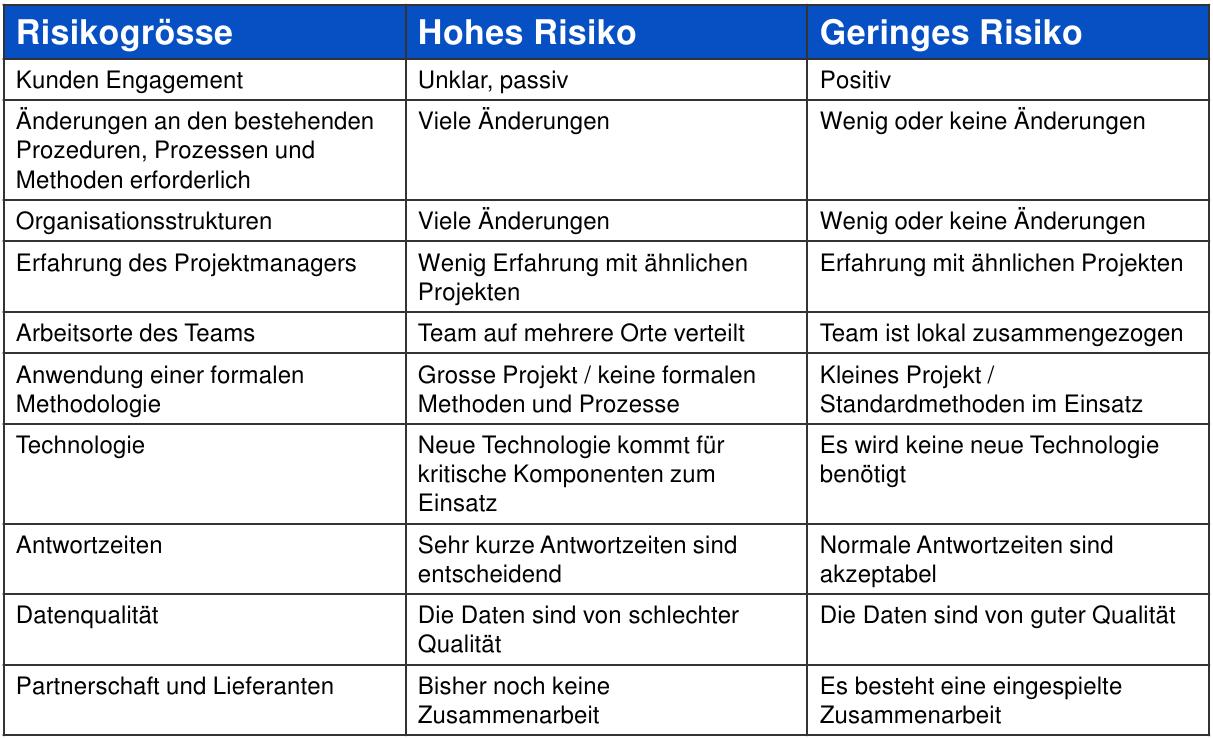 Risikogrösse Hohes Risiko Geringes Risiko
Kunden Engagement Unklar, passiv Positiv
Änderungen an den bestehenden Viele Änderungen Wenig oder keine Änderungen
Prozeduren, Prozessen und
Methoden erforderlich
Organisationsstrukturen Viele Änderungen Wenig oder keine Änderungen
Erfahrung des Projektmanagers Wenig Erfahrung mit ähnlichen Erfahrung mit ähnlichen Projekten
Projekten
Arbeitsorte des Teams Team auf mehrere Orte verteilt Team ist lokal zusammengezogen
Anwendung einer formalen Grosse Projekt / keine formalen Kleines Projekt /
Methodologie Methoden und Prozesse Standardmethoden im Einsatz
Technologie Neue Technologie kommt für Es wird keine neue Technologie
kritische Komponenten zum benötigt
Einsatz
Antwortzeiten Sehr kurze Antwortzeiten sind Normale Antwortzeiten sind
entscheidend akzeptabel
Datenqualität Die Daten sind von schlechter Die Daten sind von guter Qualität
Qualität
Partnerschaft und Lieferanten Bisher noch keine Es besteht eine eingespielte
Zusammenarbeit Zusammenarbeit